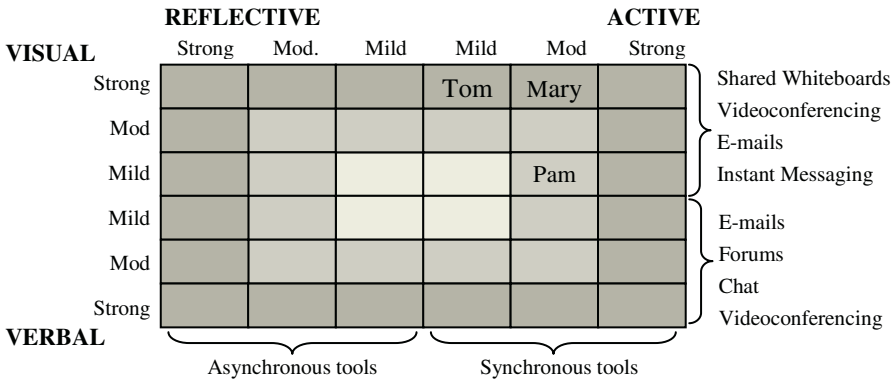 REFLECTIVE ACTIVE
Strong Mod. Mild Mild Mod Strong
VISUAL
Strong Tom Mary
Mod
Mild Pam
Mild
Mod
Strong
VERBAL
Shared Whiteboards
Videoconferencing
E-mails
Instant Messaging
E-mails
Forums
Chat
Videoconferencing
Asynchronous tools Synchronous tools